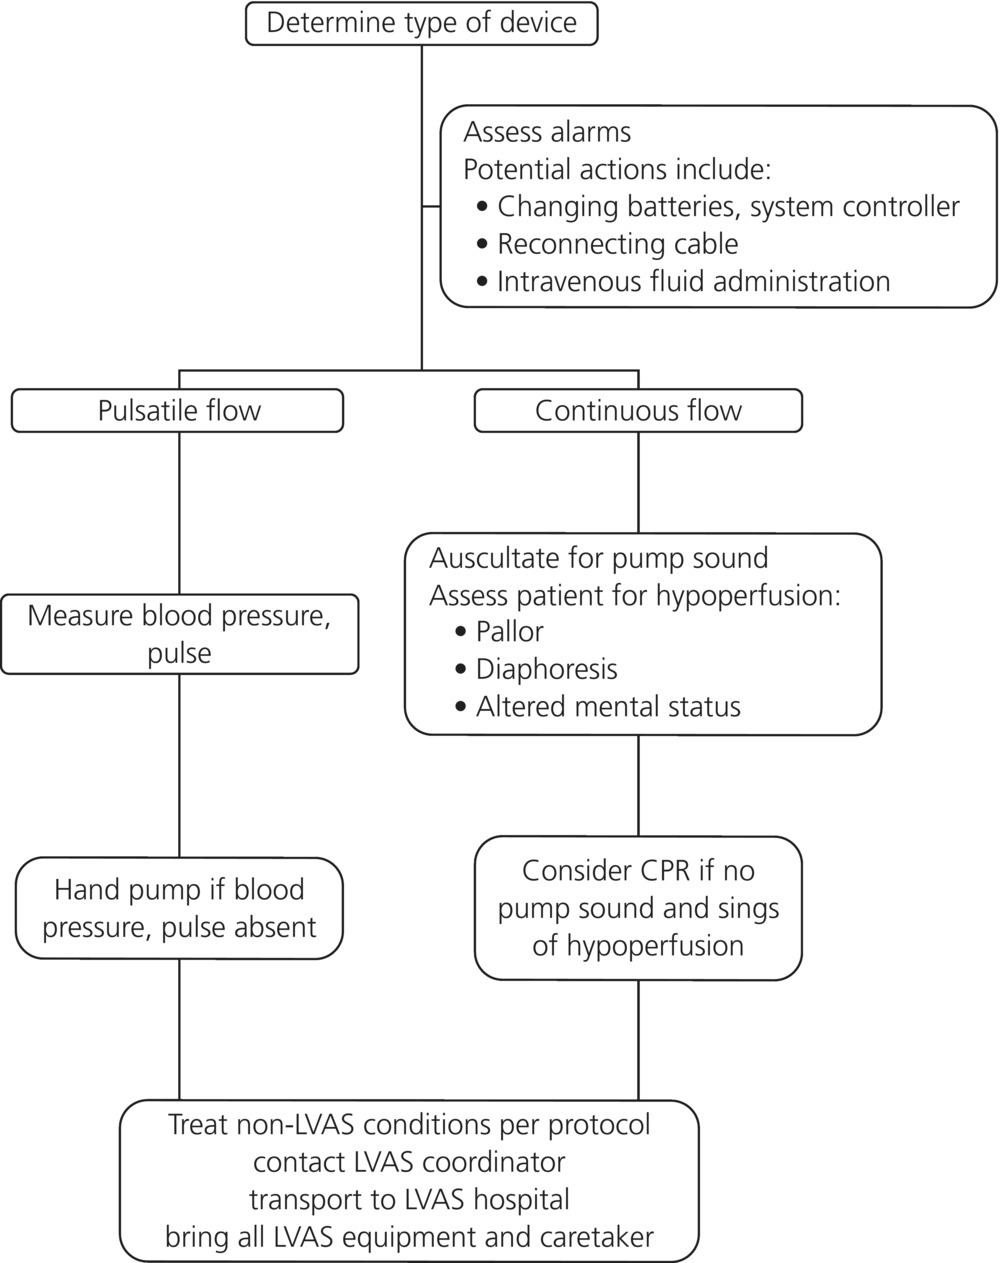 Determine type of device
Assess alarms
Potential actions include:
• Changing batteries, system controller
• Reconnecting cable
• Intravenous fluid administration
Pulsatile flow
Continuous flow
Measure blood pressure,
pulse
Auscultate for pump sound
Assess patient for hypoperfusion:
• Pallor
• Diaphoresis
• Altered mental status
Hand pump if blood
pressure, pulse absent
Consider CPR if no
pump sound and sings
of hypoperfusion
Treat non-LVAS conditions per protocol
contact LVAS coordinator
transport to LVAS hospital
bring all LVAS equipment and caretaker